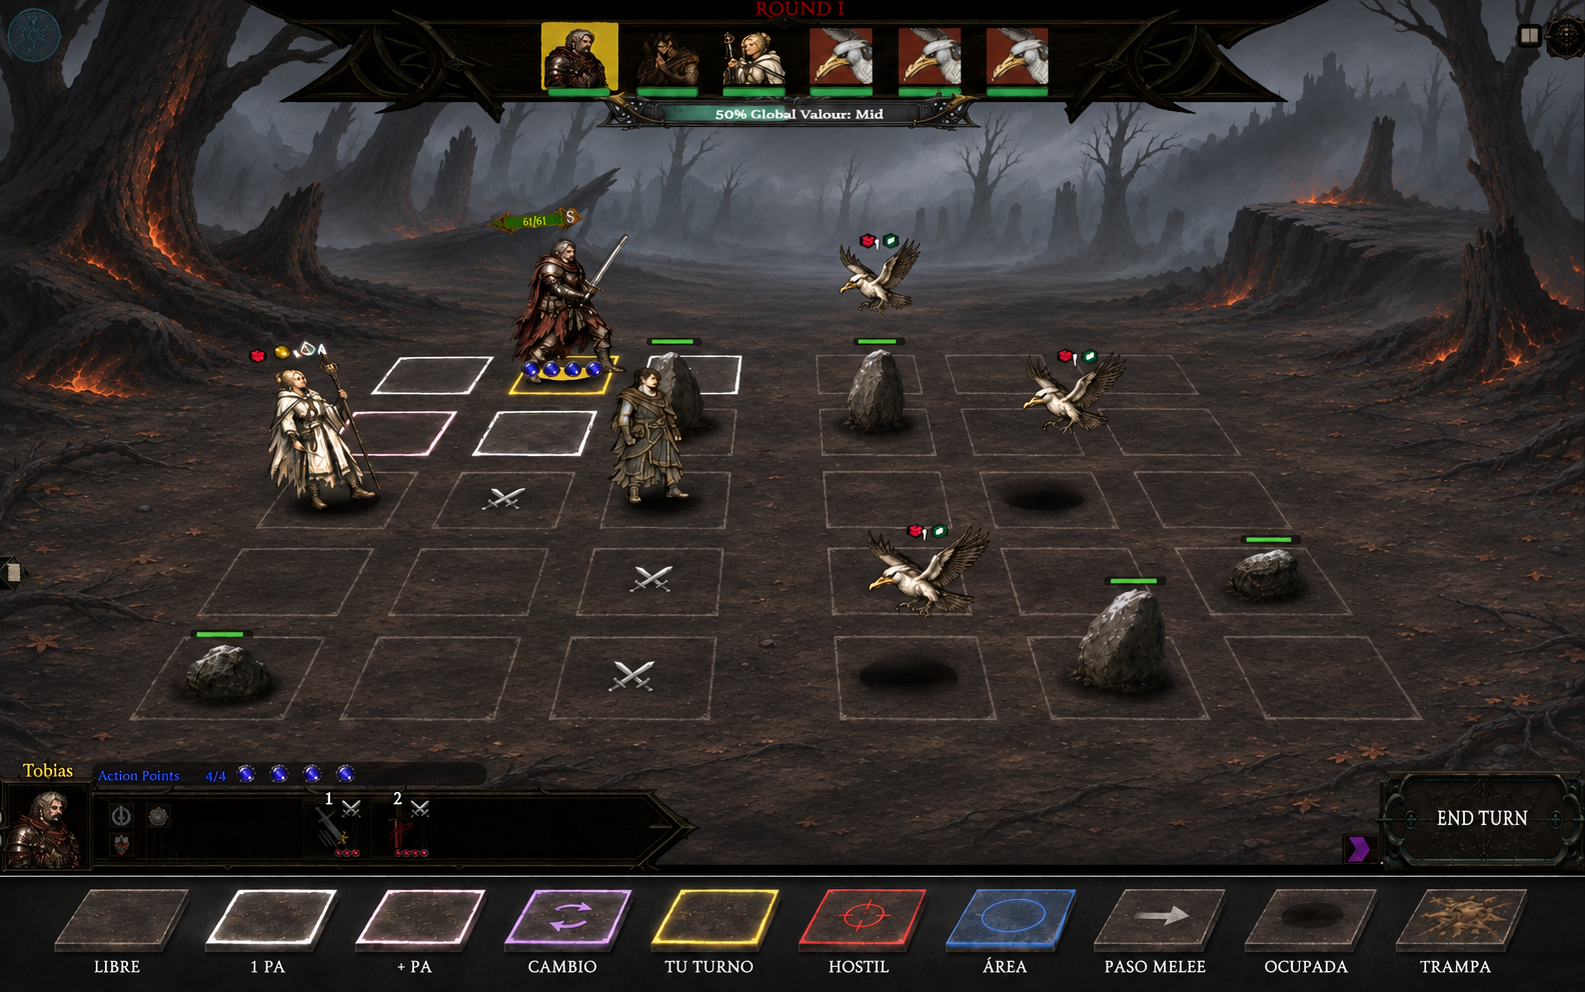 ROUND I
50% Global Valour: Mid
61/61 S
Tobias
Action Points 4/4
1 2
END TURN
LIBRE
1 PA
+ PA
CAMBIO
TU TURNO
HOSTIL
ÁREA
PASO MELEE
OCUPADA
TRAMPA